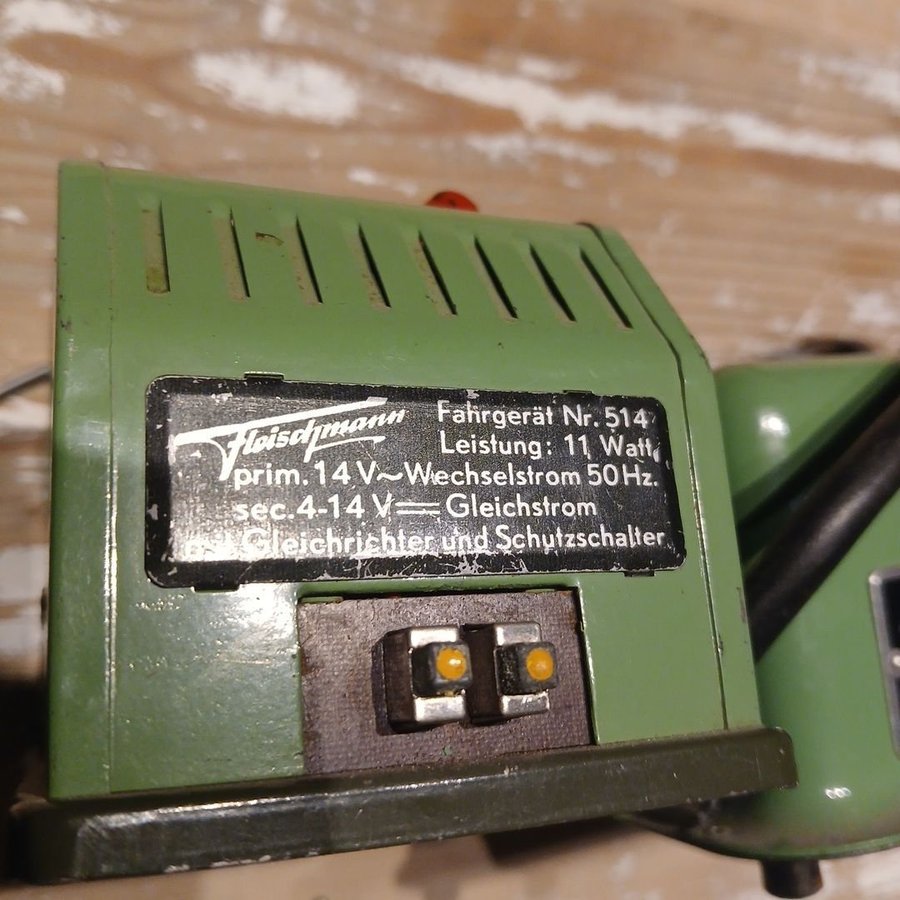 Fleischmann
Fahrgerät Nr. 514
Leistung: 11 Watt
prim. 14 V~Wechselstrom 50 Hz.
sec. 4-14 V= Gleichstrom
Gleichrichter und Schutzschalter